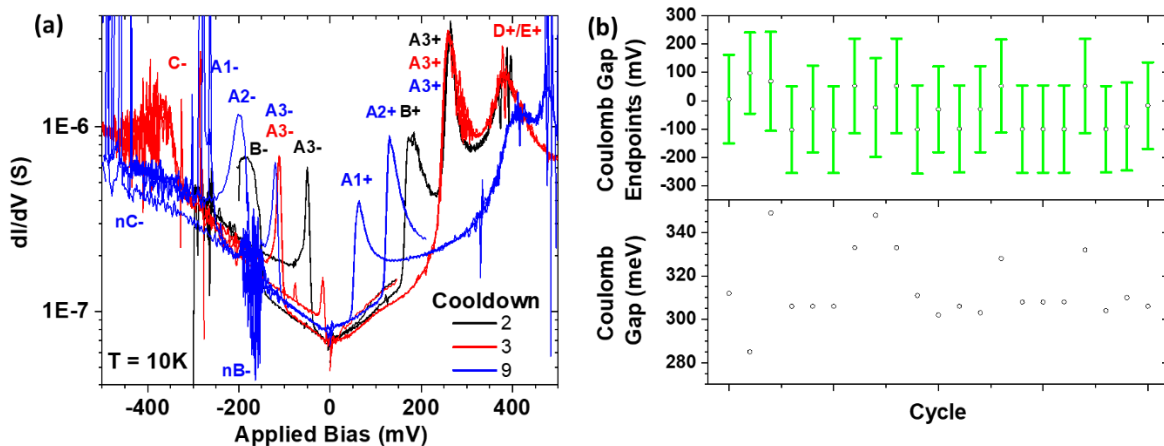 (a)
C-
A1-
A2-
B-
A3-
A3-
A3-
A1+
A2+
B+
A3+
A3+
A3+
D+/E+
nC-
nB-
1E-6
1E-7
dI/dV (S)
T = 10K
Cooldown
2
3
9
-400
-200
0
200
400
Applied Bias (mV)
(b)
300
200
100
0
-100
-200
-300
Coulomb Gap
Endpoints (mV)
340
320
300
280
260
Coulomb
Gap (meV)
Cycle